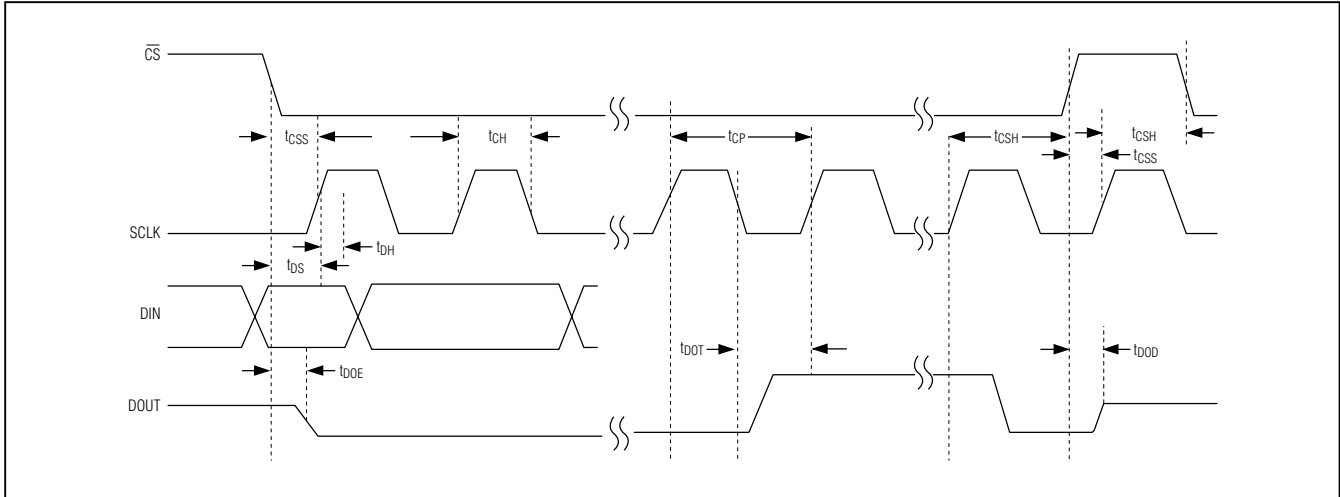 CS
tCSS
tCH
tCP
tCSH
tCSH
tCSS
SCLK
tDH
tDS
DIN
tDOT
tDOD
tDOE
DOUT